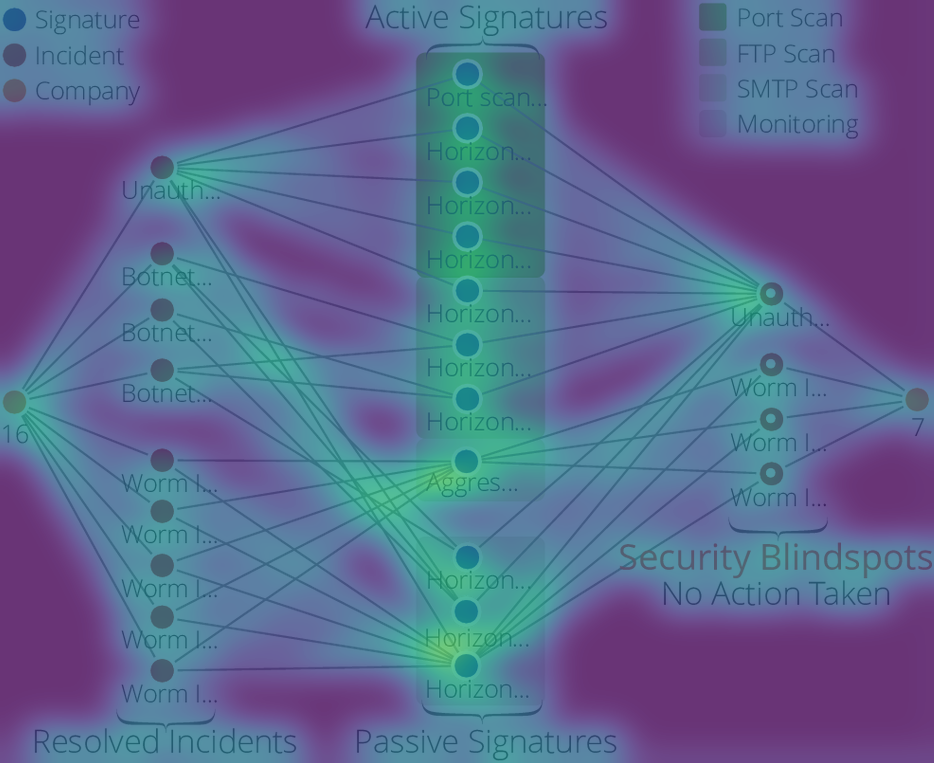 Signature
Incident
Company
Active Signatures
Port Scan
FTP Scan
SMTP Scan
Monitoring
Port scan...
Horizon...
Horizon...
Horizon...
Horizon...
Horizon...
Horizon...
Aggres...
Horizon...
Horizon...
Horizon...
Unauth...
Botnet...
Botnet...
Botnet...
Worm I...
Worm I...
Worm I...
Worm I...
Worm I...
16
Unauth...
Worm I...
Worm I...
Worm I...
7
Security Blindspots
No Action Taken
Resolved Incidents
Passive Signatures